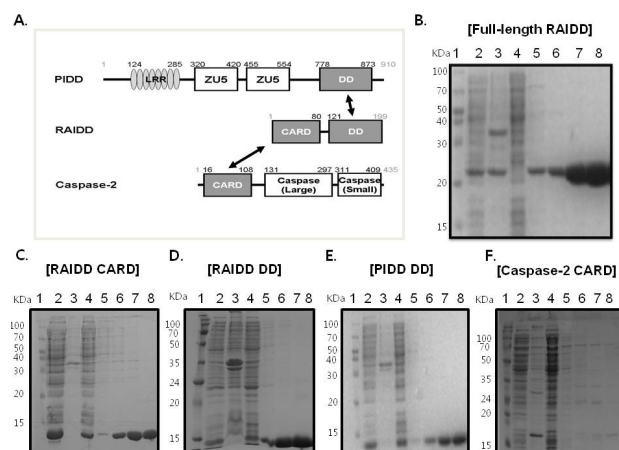 A.
1 124 285 320 420 455 554 778 873 910
PIDD LRR ZU5 ZU5 DD
1 80 121 199
RAIDD CARD DD
1 16 108 131 297 311 409 435
Caspase-2 CARD Caspase (Large) Caspase (Small)
B. [Full-length RAIDD]
KDa 1 2 3 4 5 6 7 8
100
90
50
40
30
20
15
C. [RAIDD CARD]
KDa 1 2 3 4 5 6 7 8
100
70
50
40
30
20
15
D. [RAIDD DD]
KDa 1 2 3 4 5 6 7 8
100
70
50
35
24
20
15
E. [PIDD DD]
KDa 1 2 3 4 5 6 7 8
100
70
50
40
30
20
15
F. [Caspase-2 CARD]
KDa 1 2 3 4 5 6 7 8
100
70
50
35
24
20
15